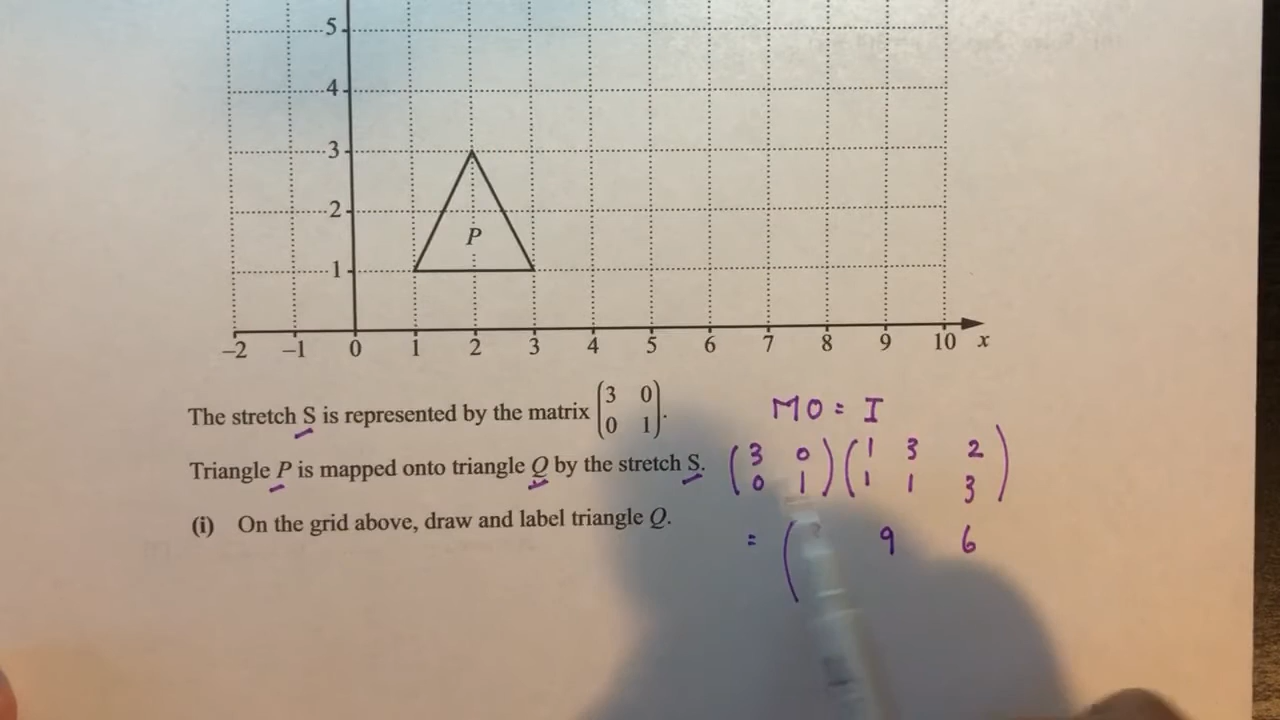 5
4
3
2
P
1
-2 -1 0 1 2 3 4 5 6 7 8 9 10 x
The stretch S is represented by the matrix (3 0
0 1).
MO = I
Triangle P is mapped onto triangle Q by the stretch S.
(3 0
0 1)
(1 3 2
1 1 3)
(i) On the grid above, draw and label triangle Q.
= ( 9 6